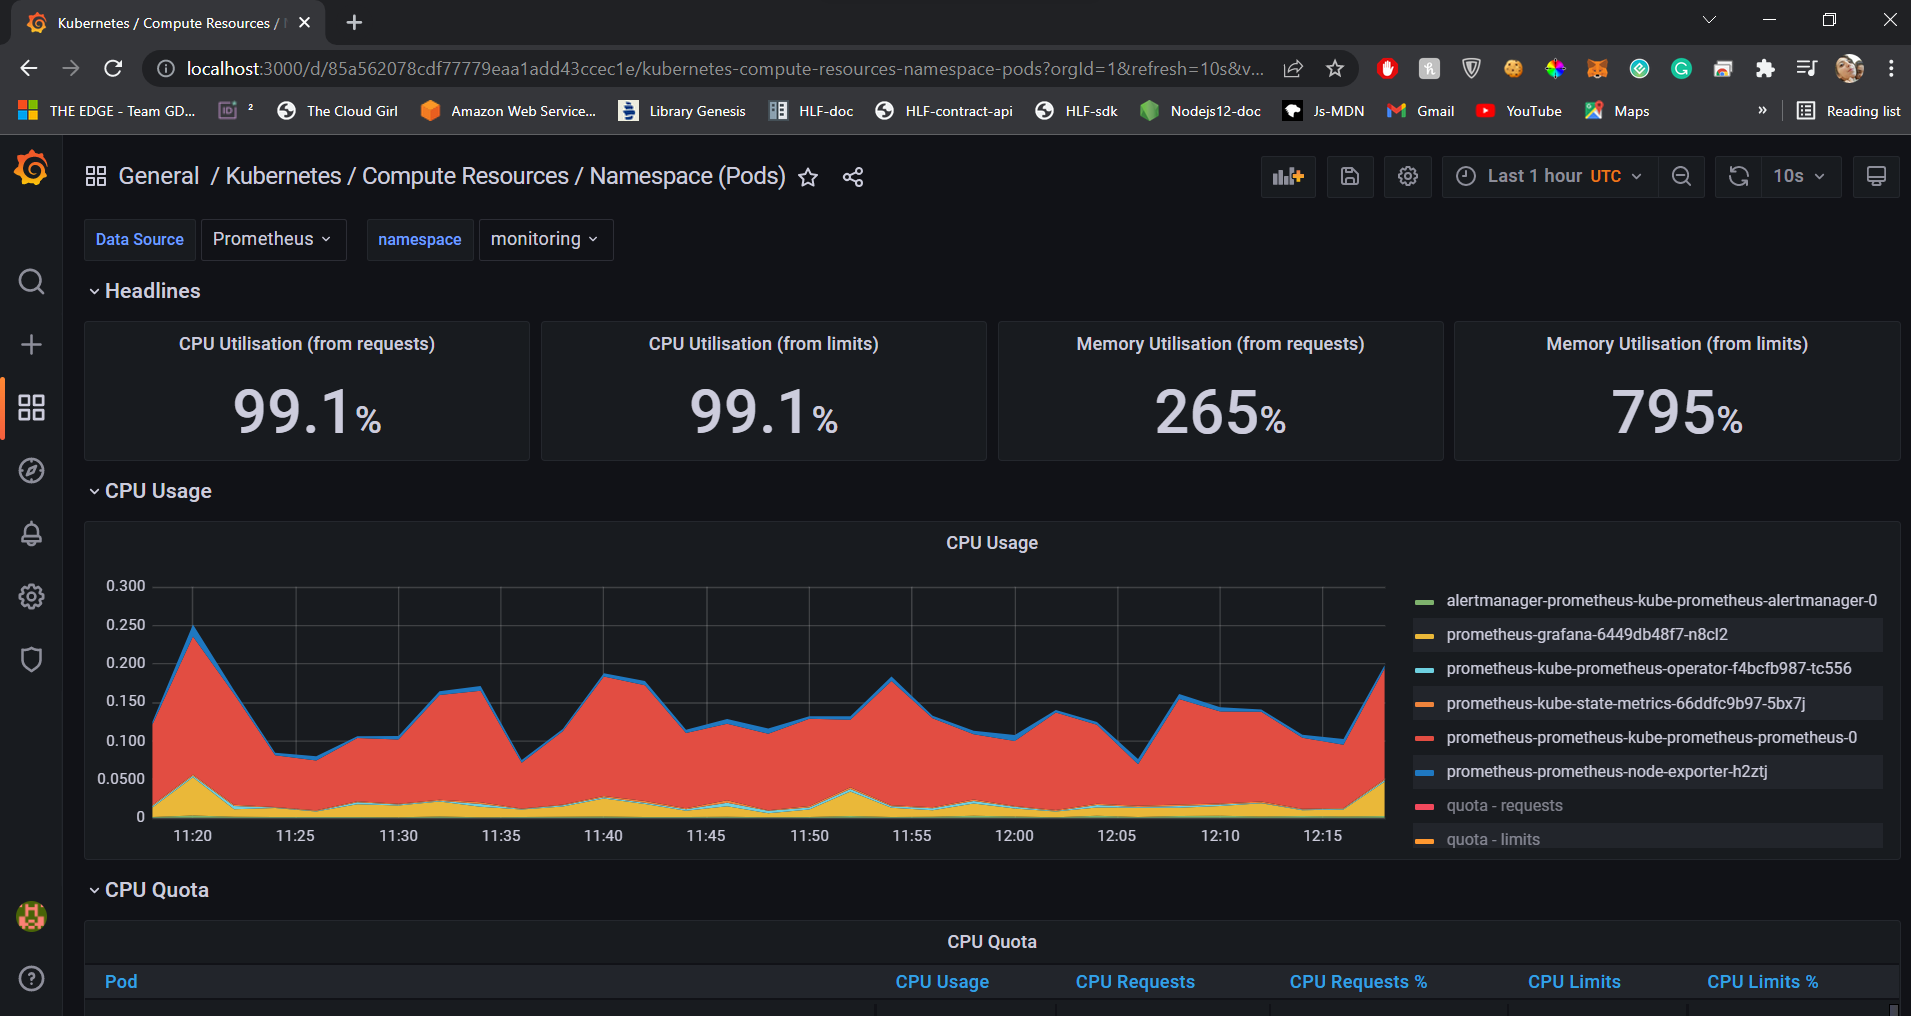 Kubernetes / Compute Resources /
localhost:3000/d/85a562078cdf77779eaa1add43ccec1e/kubernetes-compute-resources-namespace-pods?orgId=1&refresh=10s&v...
THE EDGE - Team GD... 2 The Cloud Girl Amazon Web Service... Library Genesis HLF-doc HLF-contract-api HLF-sdk Nodejs12-doc Js-MDN Gmail YouTube Maps » Reading list
General / Kubernetes / Compute Resources / Namespace (Pods) Last 1 hour UTC 10s
Data Source Prometheus namespace monitoring
Headlines
CPU Utilisation (from requests) CPU Utilisation (from limits) Memory Utilisation (from requests) Memory Utilisation (from limits)
99.1% 99.1% 265% 795%
CPU Usage
CPU Usage
0.300
0.250
0.200
0.150
0.100
0.0500
0
11:20 11:25 11:30 11:35 11:40 11:45 11:50 11:55 12:00 12:05 12:10 12:15
alertmanager-prometheus-kube-prometheus-alertmanager-0
prometheus-grafana-6449db48f7-n8cl2
prometheus-kube-prometheus-operator-f4bcfb987-tc556
prometheus-kube-state-metrics-66ddfc9b97-5bx7j
prometheus-prometheus-kube-prometheus-prometheus-0
prometheus-prometheus-node-exporter-h2ztj
quota - requests
quota - limits
CPU Quota
CPU Quota
Pod CPU Usage CPU Requests CPU Requests % CPU Limits CPU Limits %